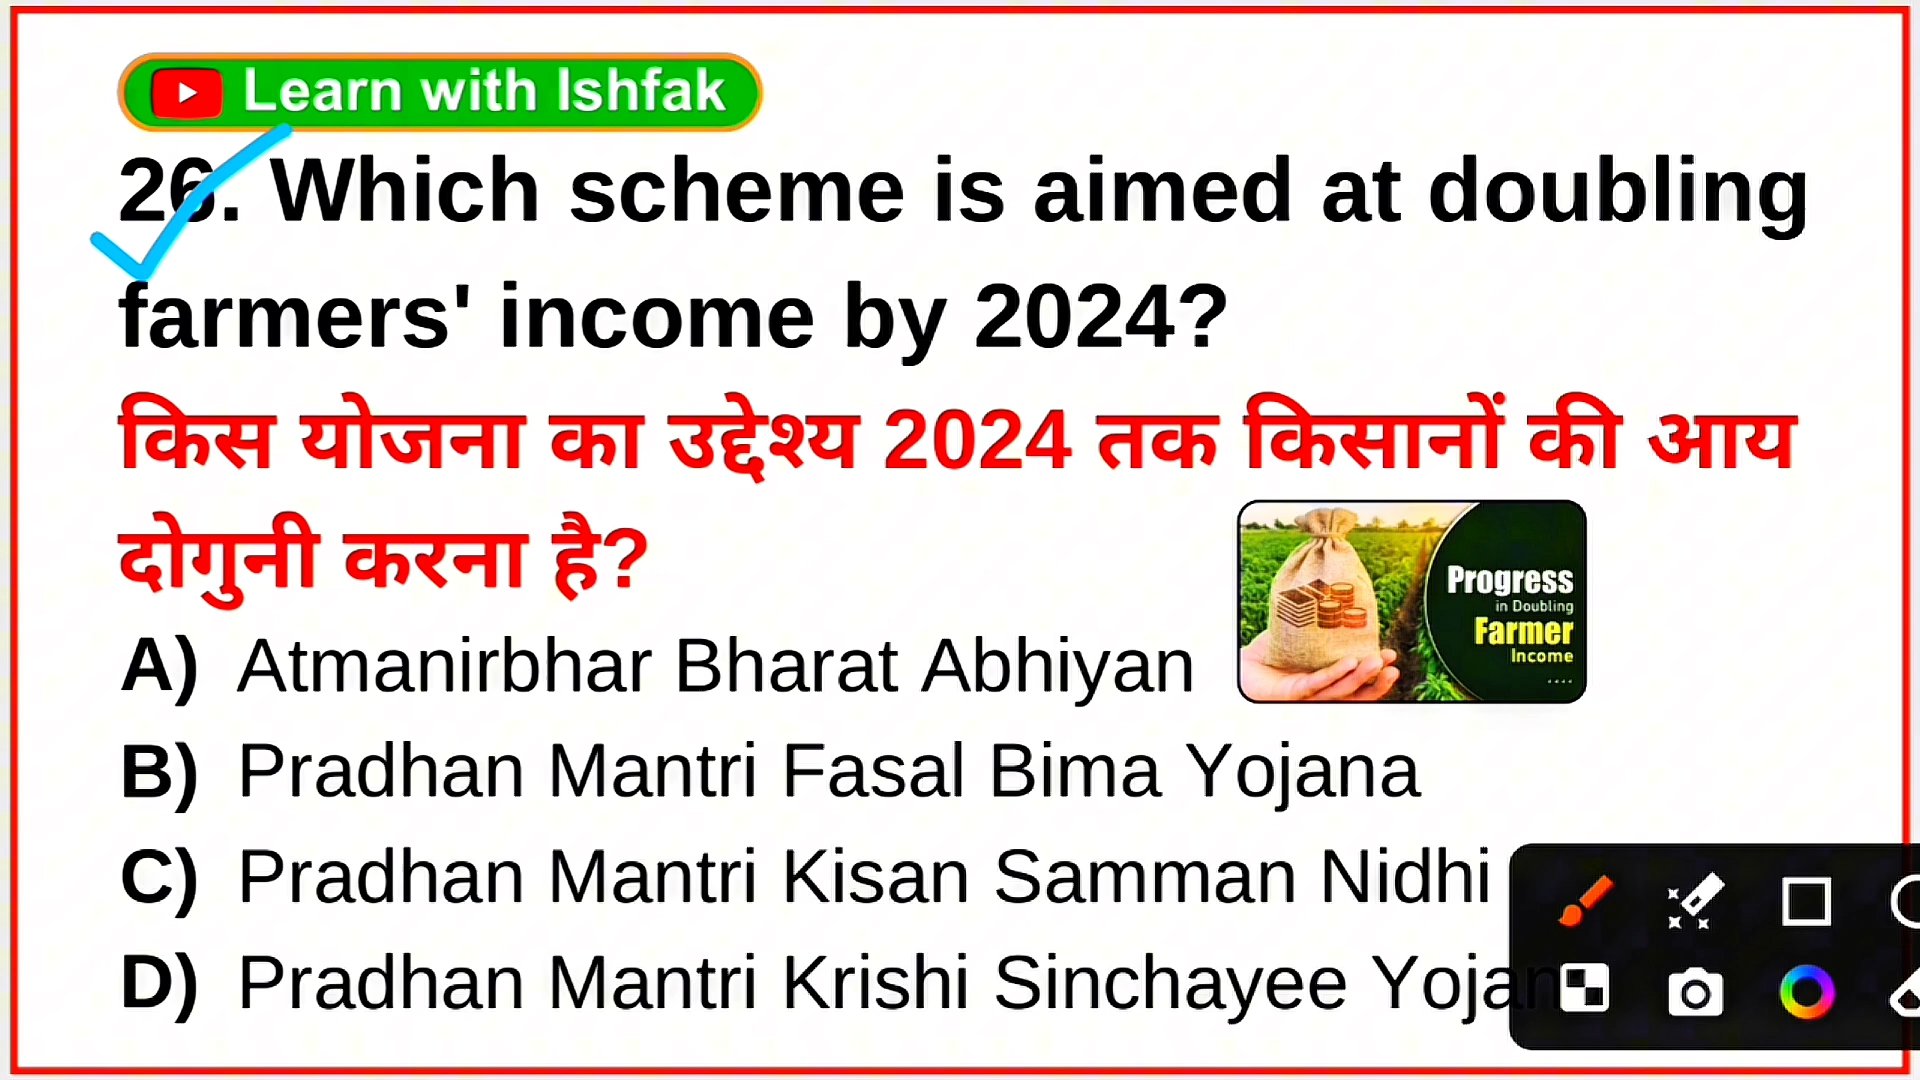 Learn with Ishfak
26. Which scheme is aimed at doubling
farmers' income by 2024?
किस योजना का उद्देश्य 2024 तक किसानों की आय
दोगुनी करना है?
Progress
in Doubling
Farmer
Income
A) Atmanirbhar Bharat Abhiyan
B) Pradhan Mantri Fasal Bima Yojana
C) Pradhan Mantri Kisan Samman Nidhi
D) Pradhan Mantri Krishi Sinchayee Yojan